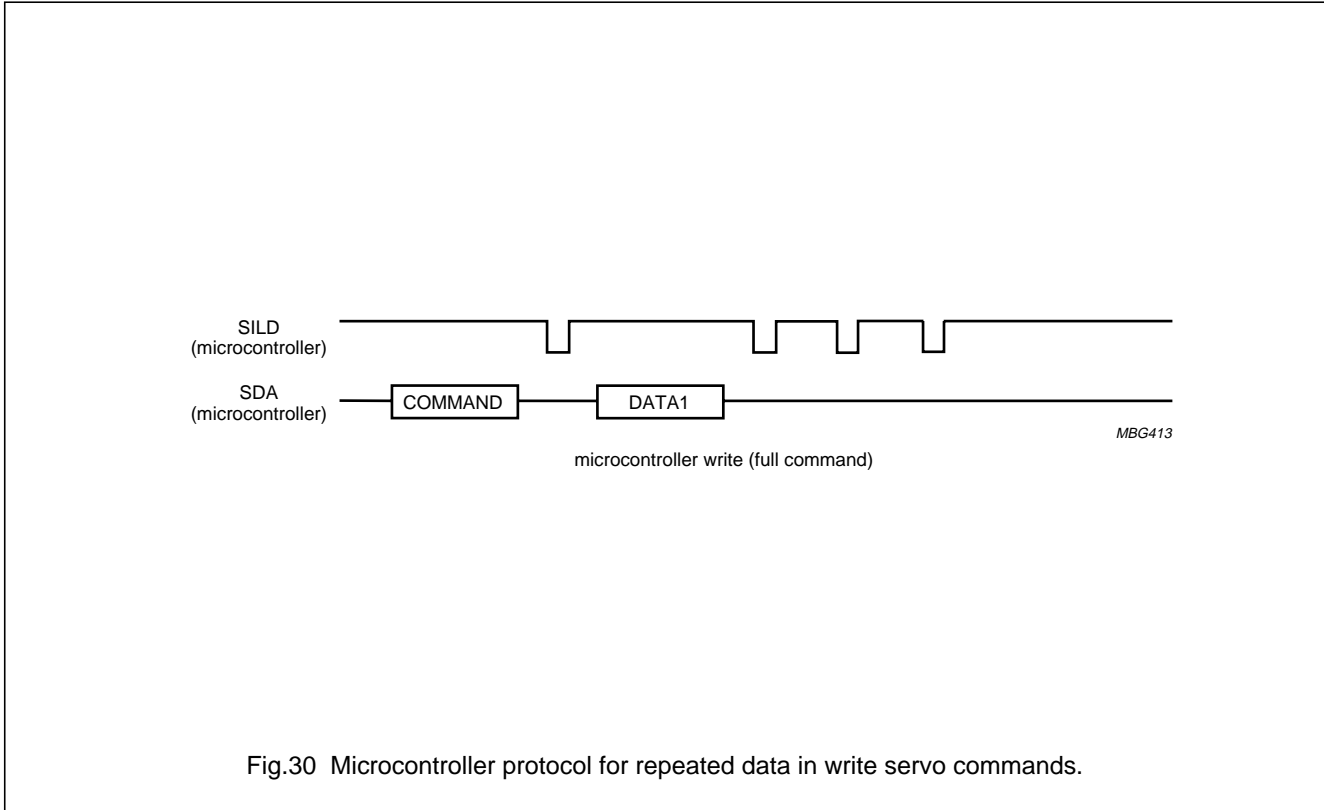 SILD
(microcontroller)
SDA
(microcontroller)
COMMAND
DATA1
MBG413
microcontroller write (full command)
Fig.30 Microcontroller protocol for repeated data in write servo commands.